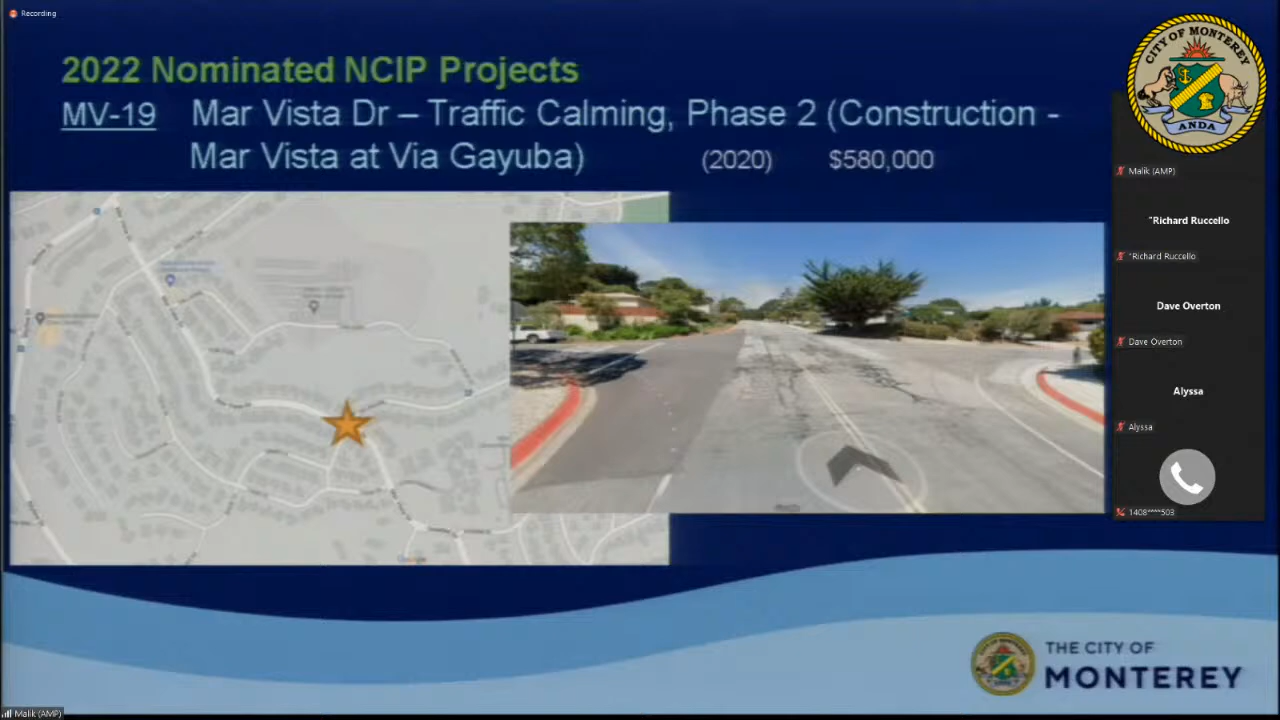 Recording
2022 Nominated NCIP Projects
MV-19 Mar Vista Dr – Traffic Calming, Phase 2 (Construction -
Mar Vista at Via Gayuba) (2020) $580,000
CITY OF MONTEREY
ANDA
Malik (AMP)
"Richard Ruccello
"Richard Ruccello
Dave Overton
Dave Overton
Alyssa
Alyssa
1408****503
THE CITY OF
MONTEREY
Malik (AMP)